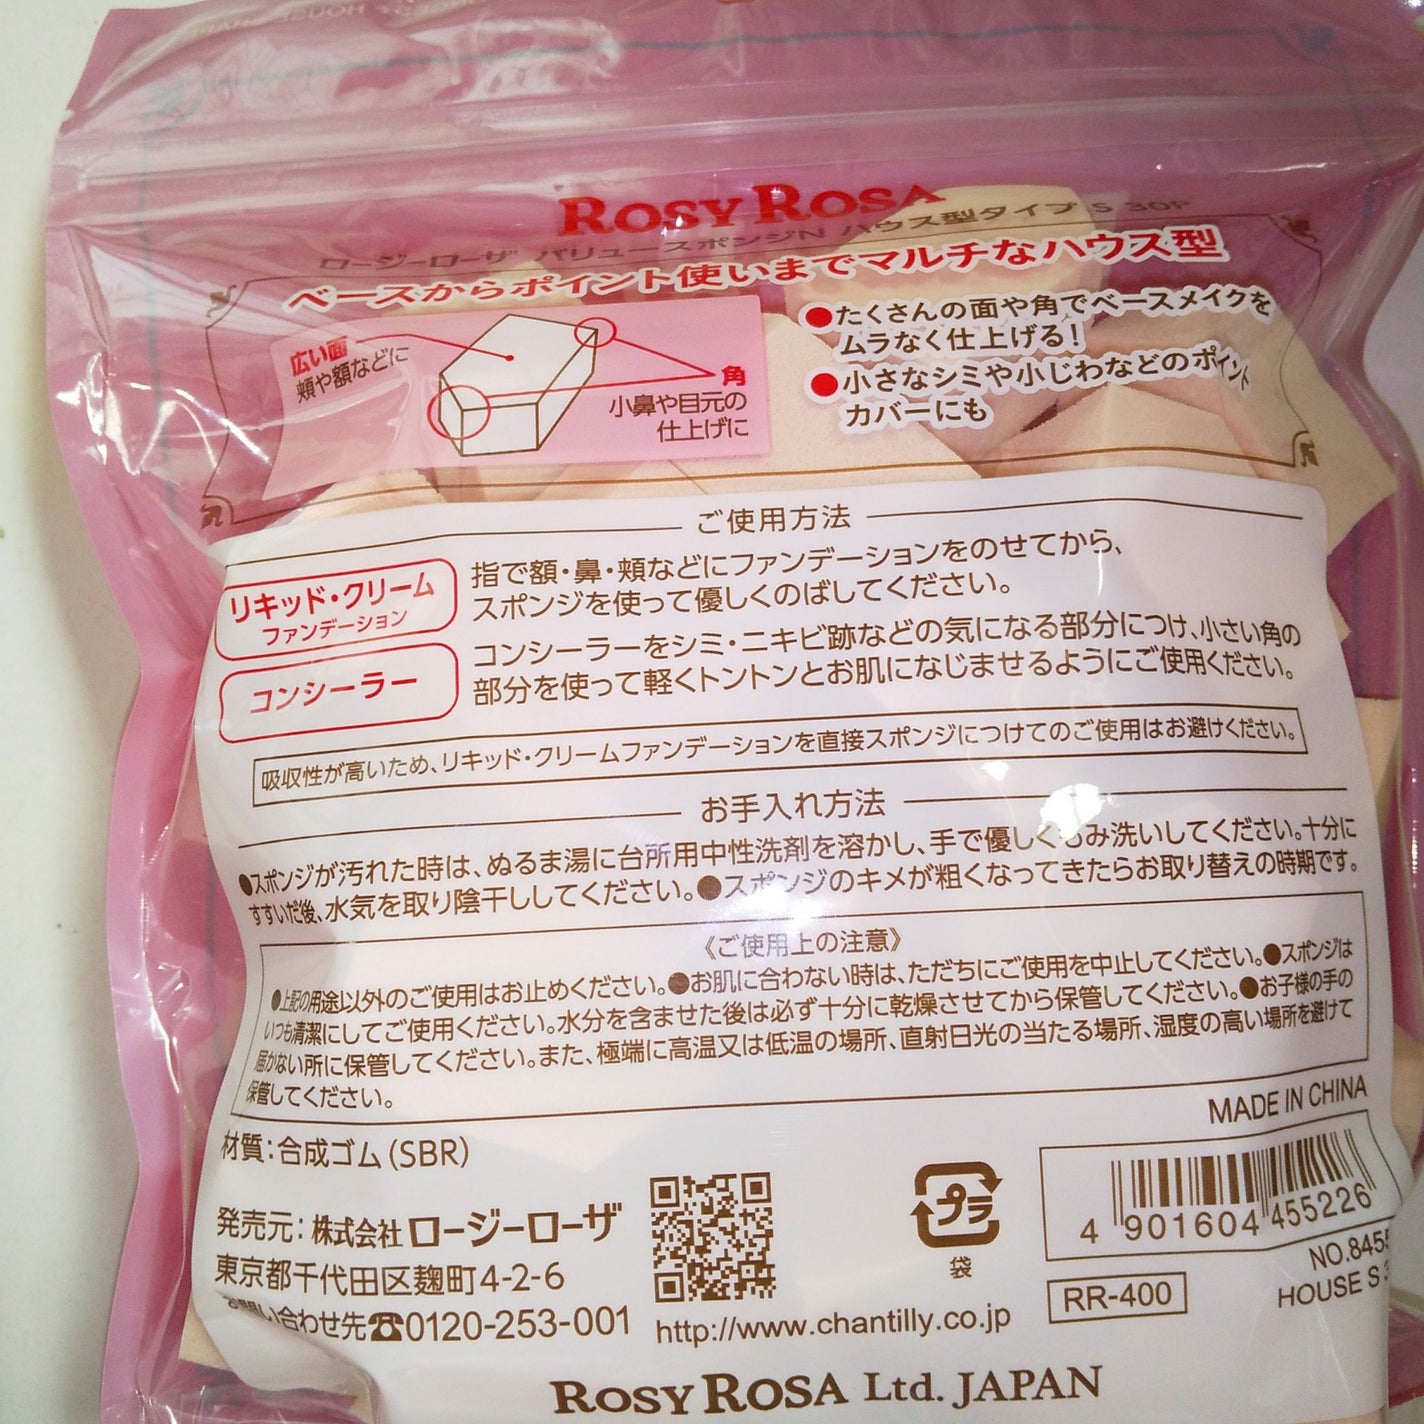 ROSY ROSA
ロージーローザ バリュースポンジN ハウス型タイプ S 30P
ベースからポイント使いまでマルチなハウス型
広い面
頬や額などに
角
小鼻や目元の
仕上げに
●たくさんの面や角でベースメイクを
ムラなく仕上げる!
●小さなシミや小じわなどのポイント
カバーにも
ご使用方法
リキッド・クリーム
ファンデーション
指で額・鼻・頬などにファンデーションをのせてから、
スポンジを使って優しくのばしてください。
コンシーラー
コンシーラーをシミ・ニキビ跡などの気になる部分につけ、小さい角の
部分を使って軽くトントンとお肌になじませるようにご使用ください。
吸収性が高いため、リキッド・クリームファンデーションを直接スポンジにつけてのご使用はお避けください。
お手入れ方法
●スポンジが汚れた時は、ぬるま湯に台所用中性洗剤を溶かし、手で優しくもみ洗いしてください。十分に
すすいだ後、水気を取り陰干ししてください。●スポンジのキメが粗くなってきたらお取り替えの時期です。
《ご使用上の注意》
●上記の用途以外のご使用はお止めください。●お肌に合わない時は、ただちにご使用を中止してください。●スポンジは
いつも清潔にしてご使用ください。水分を含ませた後は必ず十分に乾燥させてから保管してください。●お子様の手の
届かない所に保管してください。また、極端に高温又は低温の場所、直射日光の当たる場所、湿度の高い場所を避けて
保管してください。
MADE IN CHINA
材質:合成ゴム(SBR)
発売元:株式会社 ロージーローザ
東京都千代田区麹町4-2-6
お問い合わせ先☎0120-253-001
http://www.chantilly.co.jp
プラ
袋
4 901604 455226
RR-400
NO.845
HOUSE S
ROSY ROSA Ltd. JAPAN